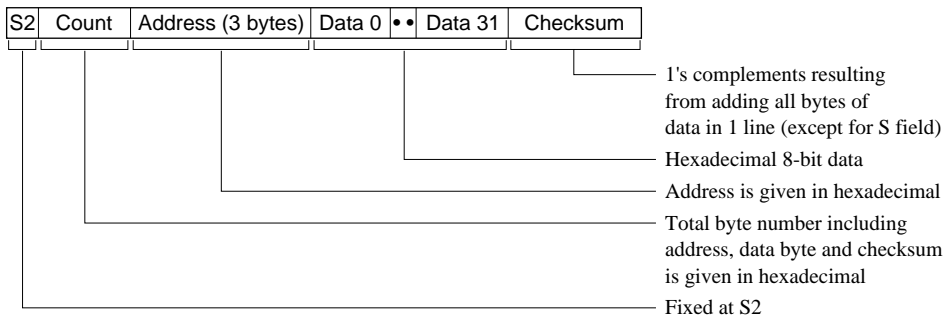 S2 Count Address (3 bytes) Data 0 •• Data 31 Checksum
1's complements resulting
from adding all bytes of
data in 1 line (except for S field)
Hexadecimal 8-bit data
Address is given in hexadecimal
Total byte number including
address, data byte and checksum
is given in hexadecimal
Fixed at S2